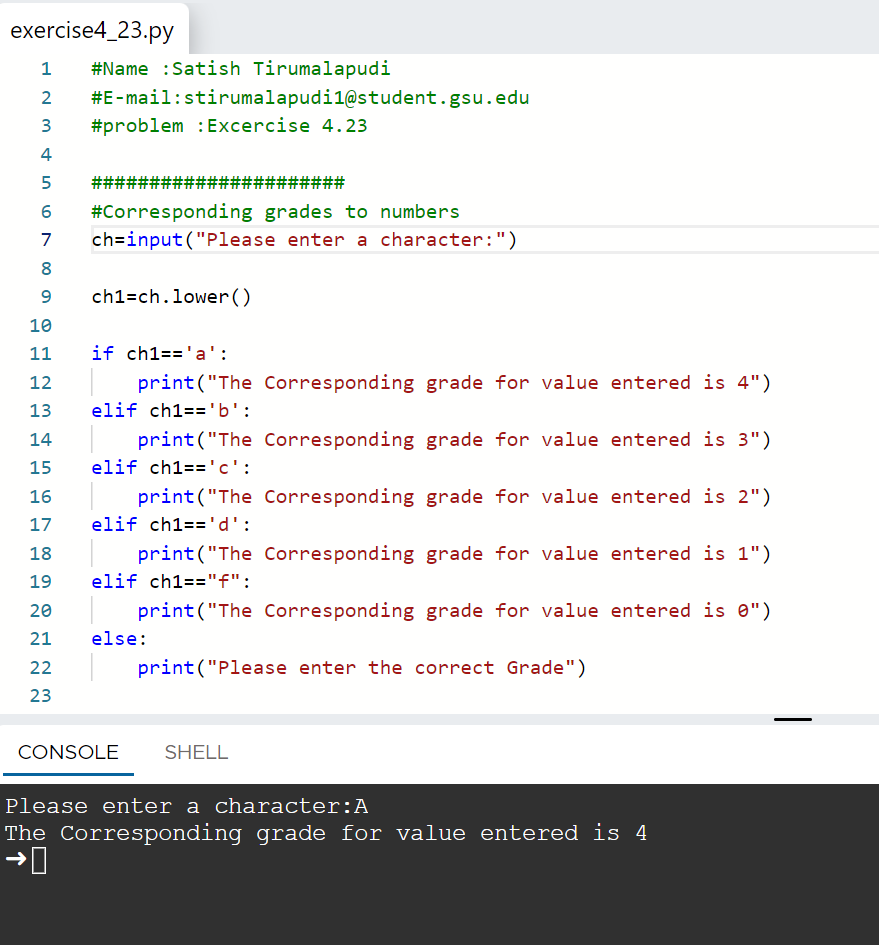 exercise4_23.py
1 #Name :Satish Tirumalapudi
2 #E-mail:stirumalapudi1@student.gsu.edu
3 #problem :Excercise 4.23
4
5 ######################
6 #Corresponding grades to numbers
7 ch=input("Please enter a character:")
8
9 ch1=ch.lower()
10
11 if ch1=='a':
12     print("The Corresponding grade for value entered is 4")
13 elif ch1=='b':
14     print("The Corresponding grade for value entered is 3")
15 elif ch1=='c':
16     print("The Corresponding grade for value entered is 2")
17 elif ch1=='d':
18     print("The Corresponding grade for value entered is 1")
19 elif ch1=="f":
20     print("The Corresponding grade for value entered is 0")
21 else:
22     print("Please enter the correct Grade")
23
CONSOLE SHELL
Please enter a character:A
The Corresponding grade for value entered is 4
➜